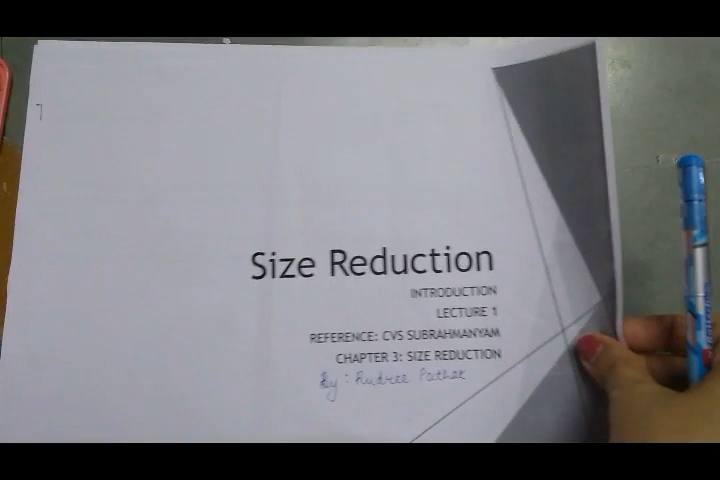 Size Reduction
INTRODUCTION
LECTURE 1
REFERENCE: CVS SUBRAHMANYAM
CHAPTER 3: SIZE REDUCTION
By : Rudree Pathak